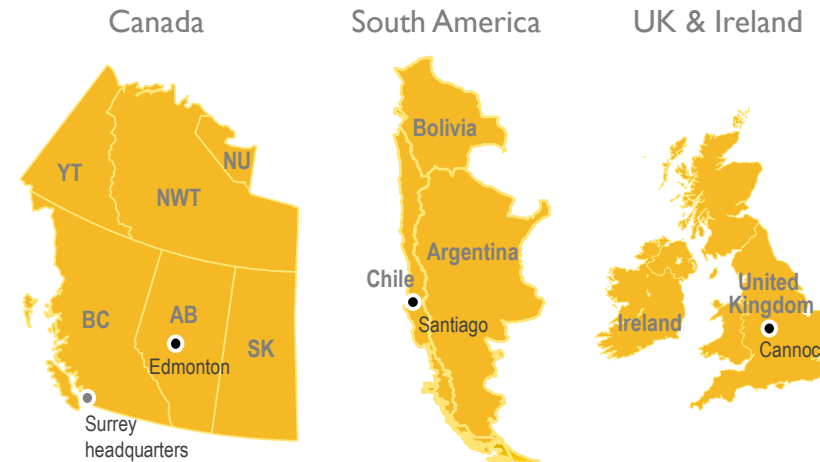 Canada
South America
UK & Ireland
YT
NU
NWT
BC
AB
SK
Edmonton
Surrey
headquarters
Bolivia
Argentina
Chile
Santiago
United
Kingdom
Ireland
Cannoc